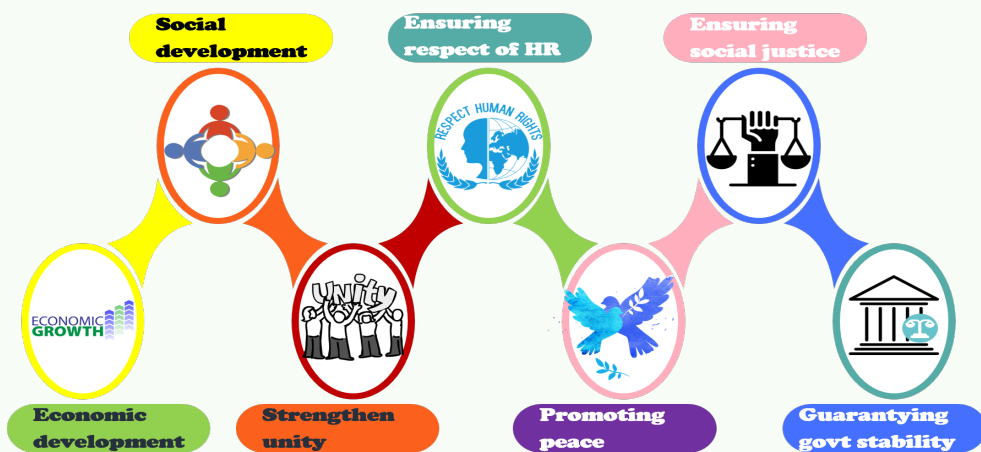 Social
development
Ensuring
respect of HR
Ensuring
social justice
RESPECT HUMAN RIGHTS
ECONOMIC
GROWTH
UNITY
Economic
development
Strengthen
unity
Promoting
peace
Guarantying
govt stability